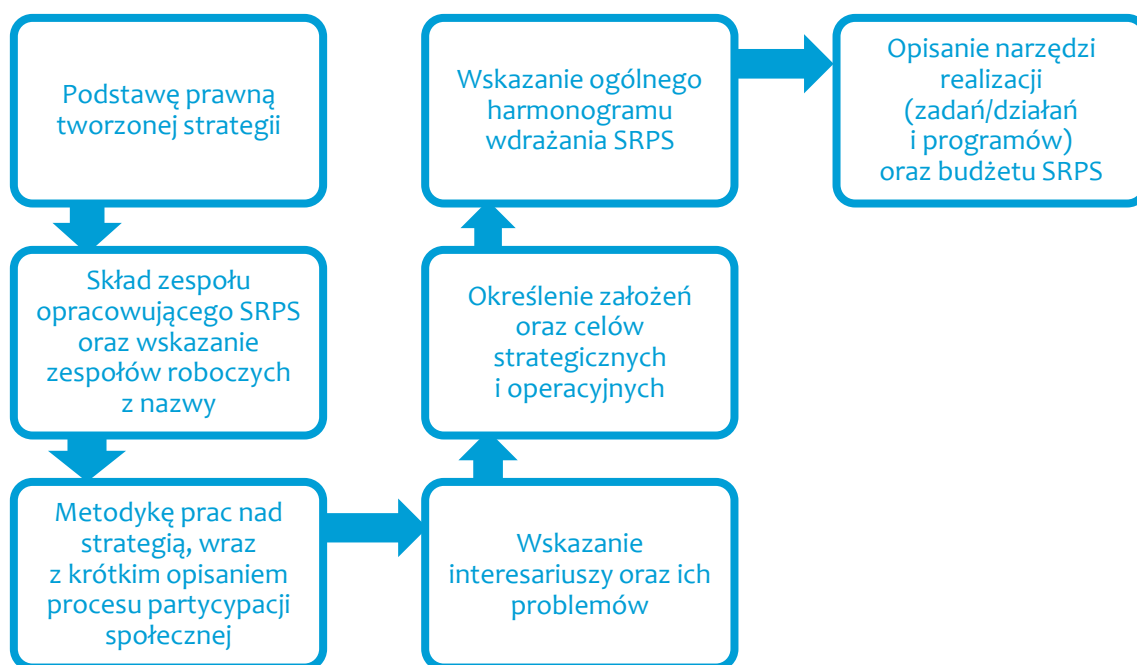 Podstawę prawną
tworzonej strategii
Skład zespołu
opracowującego SRPS
oraz wskazanie
zespołów roboczych
z nazwy
Metodykę prac nad
strategią, wraz
z krótkim opisaniem
procesu partycypacji
społecznej
Wskazanie
interesariuszy oraz ich
problemów
Określenie założeń
oraz celów
strategicznych
i operacyjnych
Wskazanie ogólnego
harmonogramu
wdrażania SRPS
Opisanie narzędzi
realizacji
(zadań/działań
i programów)
oraz budżetu SRPS